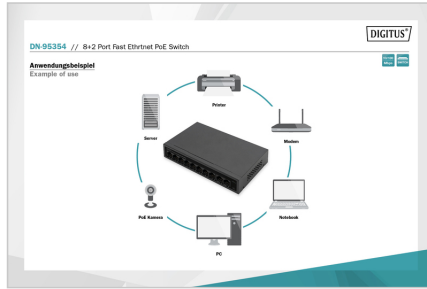 DIGITUS®
DN-95354 // 8+2 Port Fast Ethrtnet PoE Switch
Anwendungsbeispiel
Example of use
Printer
Server
Modem
PoE Kamera
Notebook
PC